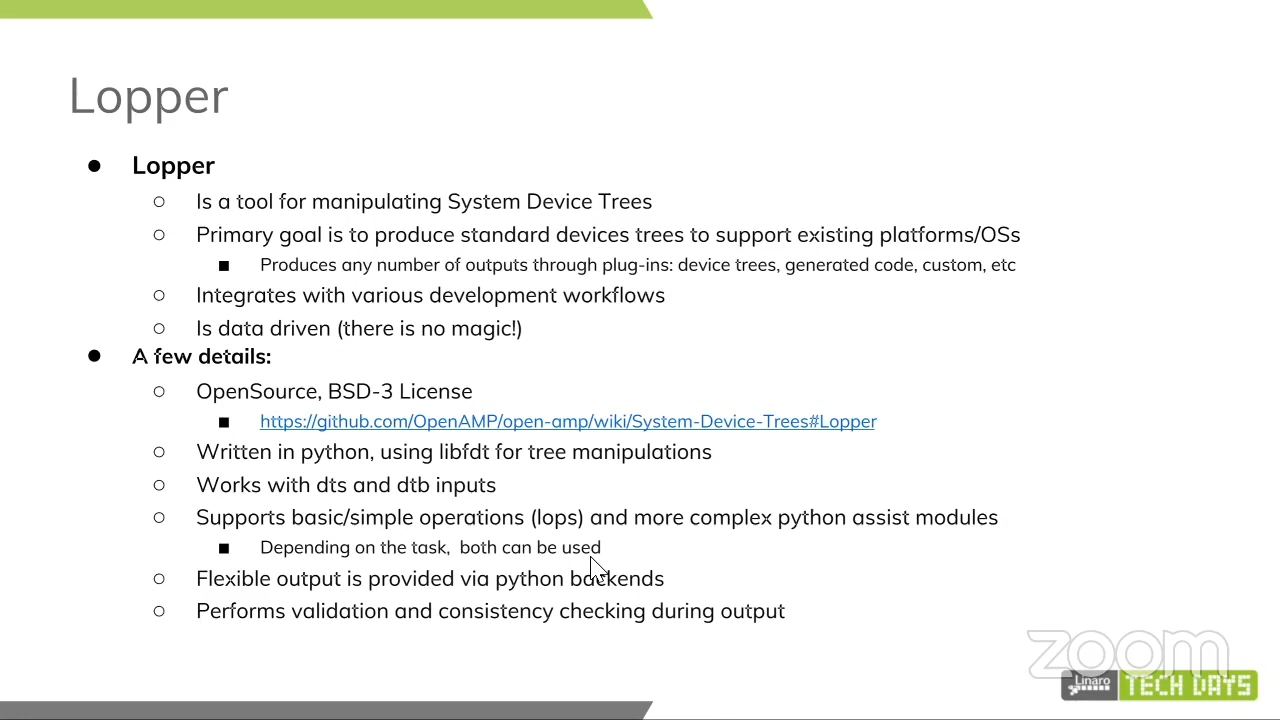 Lopper
● Lopper
○ Is a tool for manipulating System Device Trees
○ Primary goal is to produce standard devices trees to support existing platforms/OSs
■ Produces any number of outputs through plug-ins: device trees, generated code, custom, etc
○ Integrates with various development workflows
○ Is data driven (there is no magic!)
● A few details:
○ OpenSource, BSD-3 License
■ https://github.com/OpenAMP/open-amp/wiki/System-Device-Trees#Lopper
○ Written in python, using libfdt for tree manipulations
○ Works with dts and dtb inputs
○ Supports basic/simple operations (lops) and more complex python assist modules
■ Depending on the task,  both can be used
○ Flexible output is provided via python backends
○ Performs validation and consistency checking during output
zoom
Linaro TECH DAYS